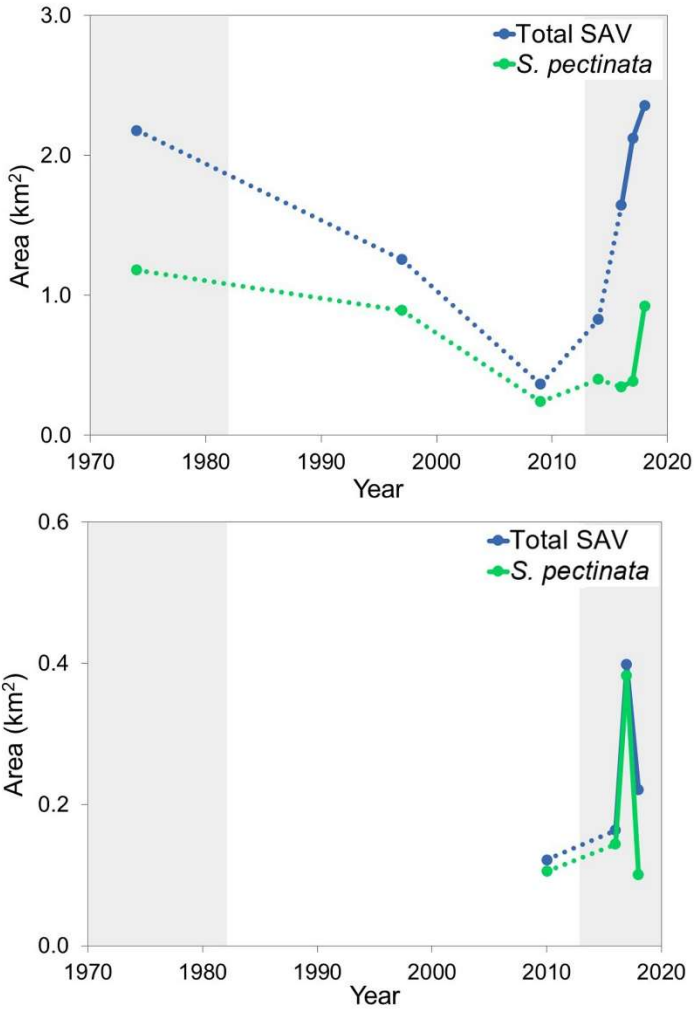 3.0
Total SAV
S. pectinata
2.0
Area (km²)
1.0
0.0
1970 1980 1990 2000 2010 2020
Year
0.6
Total SAV
S. pectinata
0.4
Area (km²)
0.2
0.0
1970 1980 1990 2000 2010 2020
Year